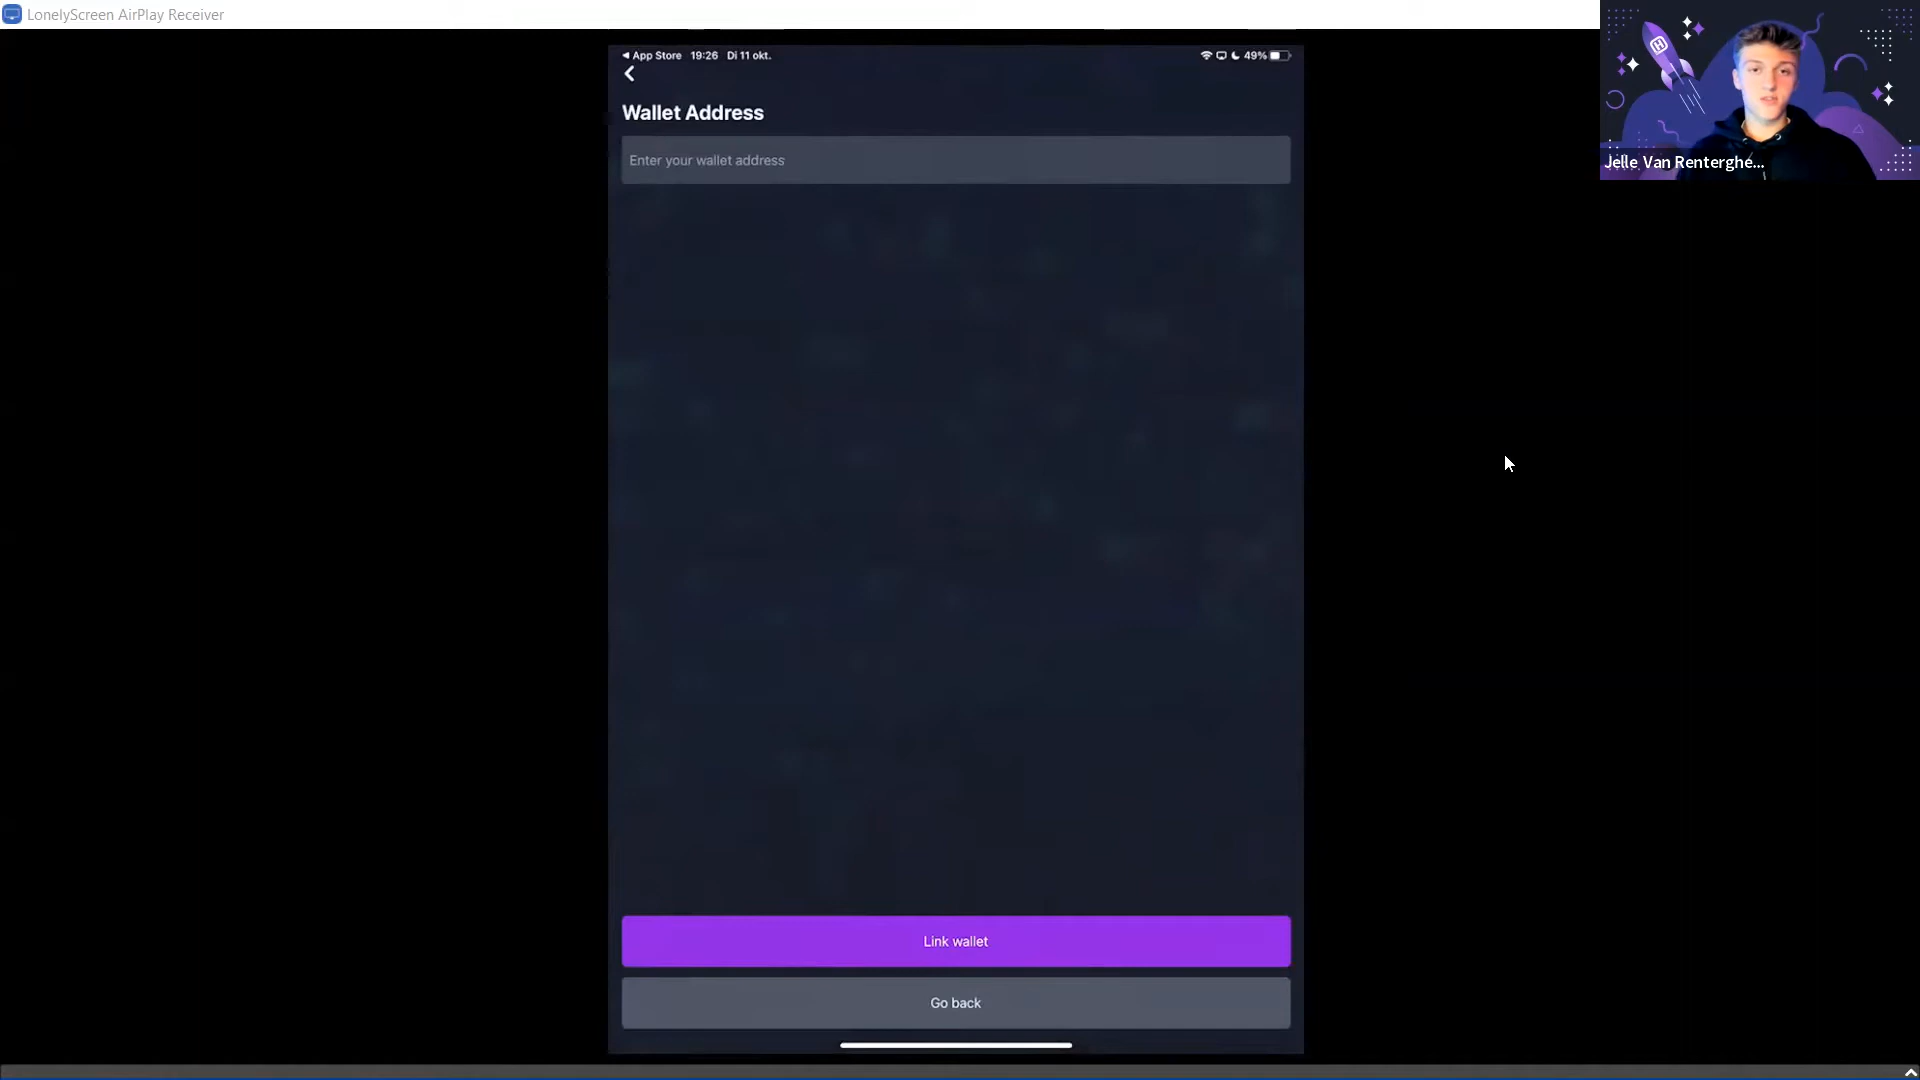 LonelyScreen AirPlay Receiver
App Store 19:26 Di 11 okt.
49%
Wallet Address
Enter your wallet address
Link wallet
Go back
Jelle Van Renterghe...